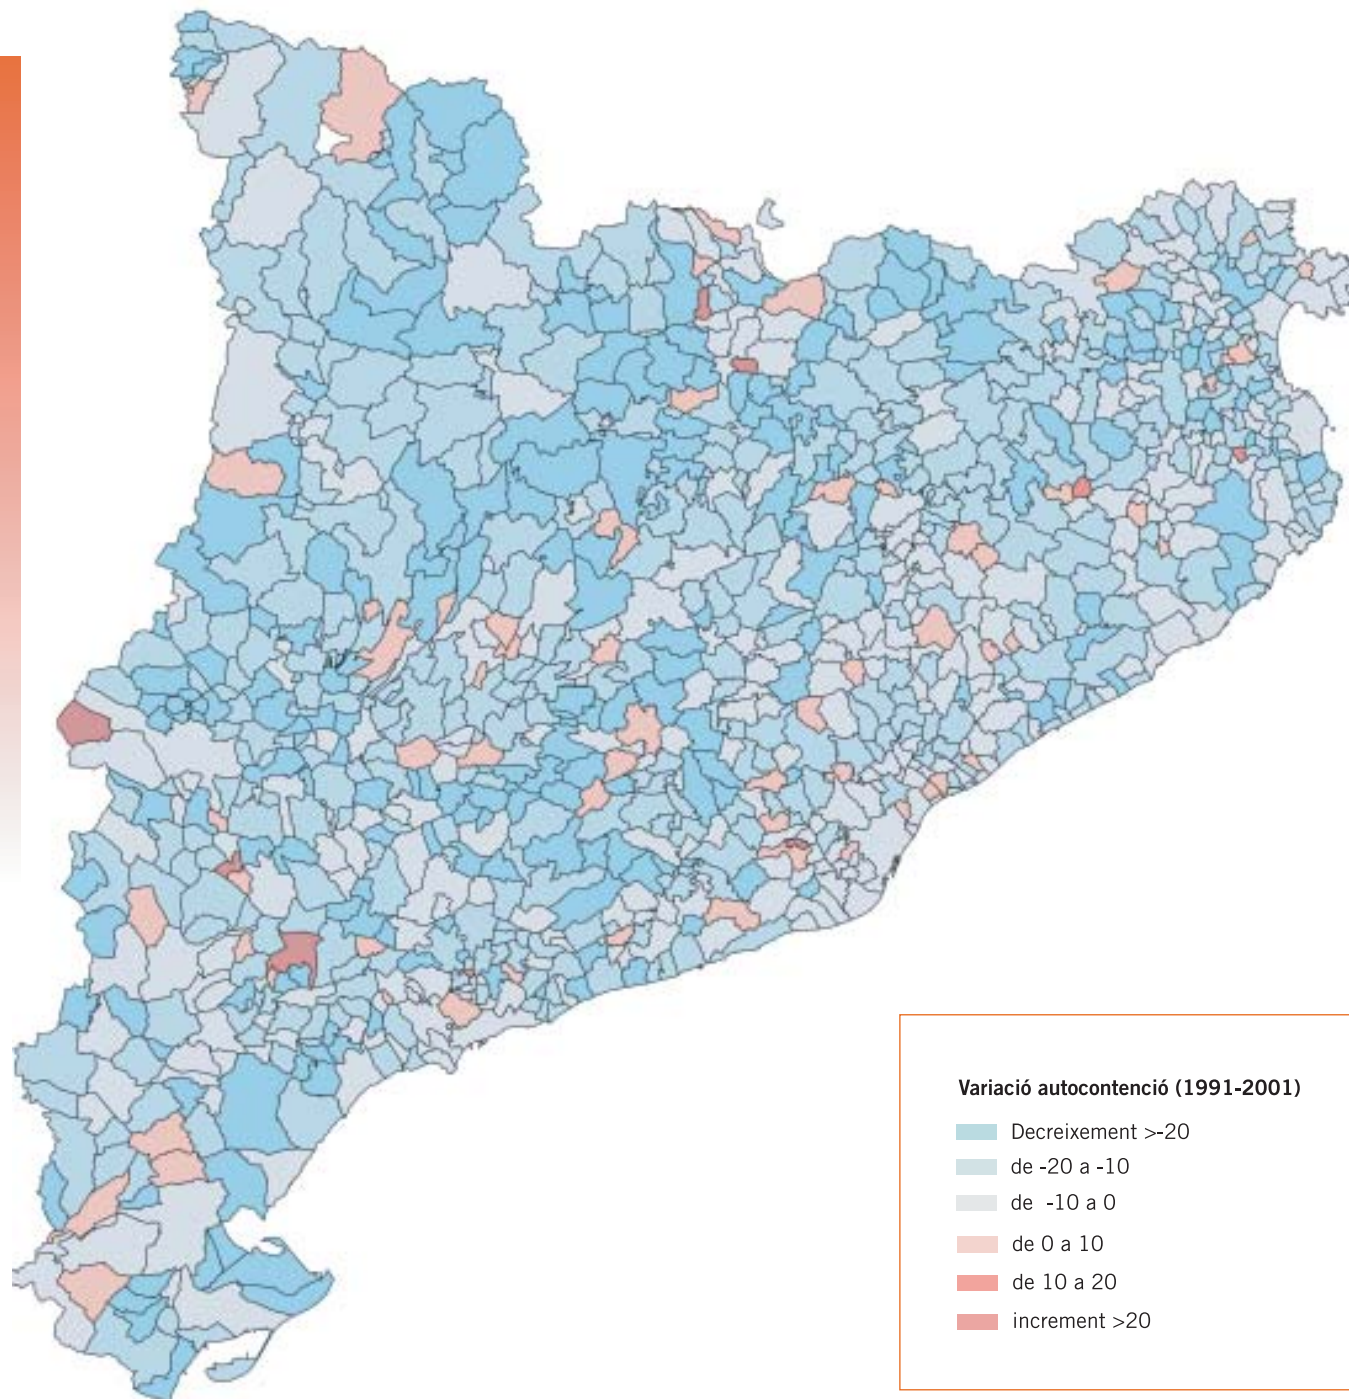 Variació autocontenció (1991-2001)
Decreixement >-20
de -20 a -10
de -10 a 0
de 0 a 10
de 10 a 20
increment >20